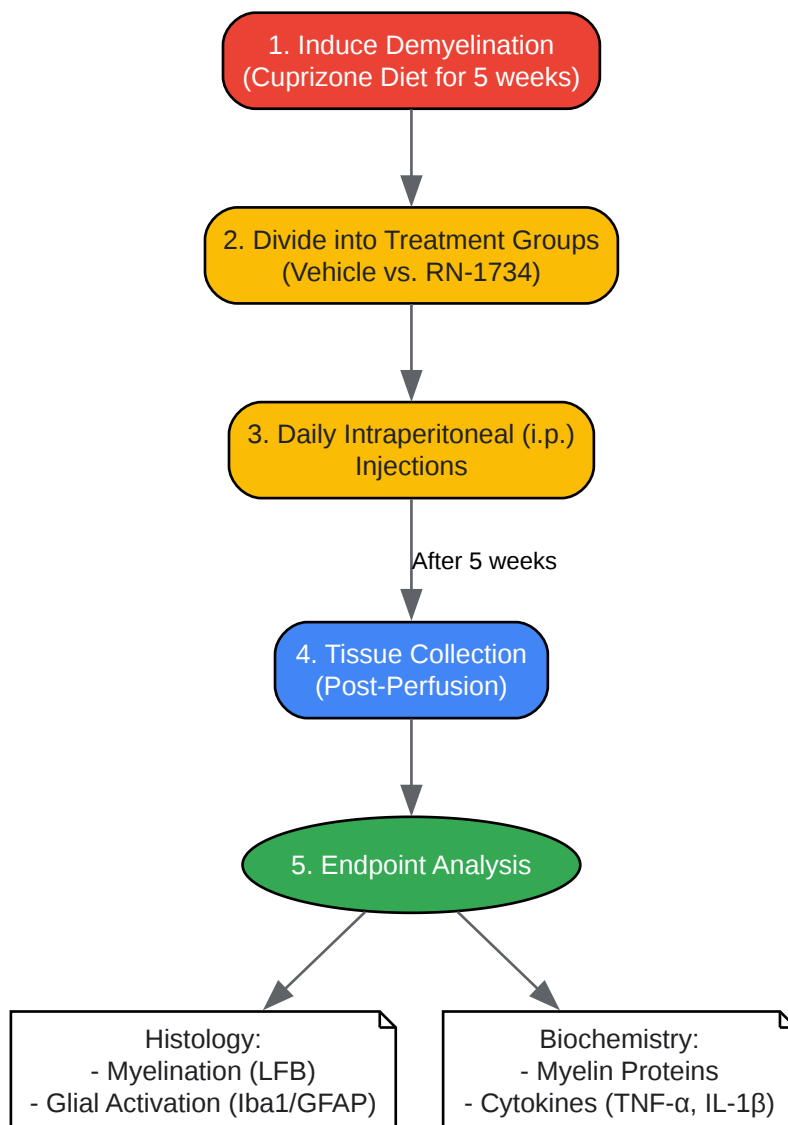 1. Induce Demyelination
(Cuprizone Diet for 5 weeks)
2. Divide into Treatment Groups
(Vehicle vs. RN-1734)
3. Daily Intraperitoneal (i.p.)
Injections
After 5 weeks
4. Tissue Collection
(Post-Perfusion)
5. Endpoint Analysis
Histology:
- Myelination (LFB)
- Glial Activation (Iba1/GFAP)
Biochemistry:
- Myelin Proteins
- Cytokines (TNF-α, IL-1β)